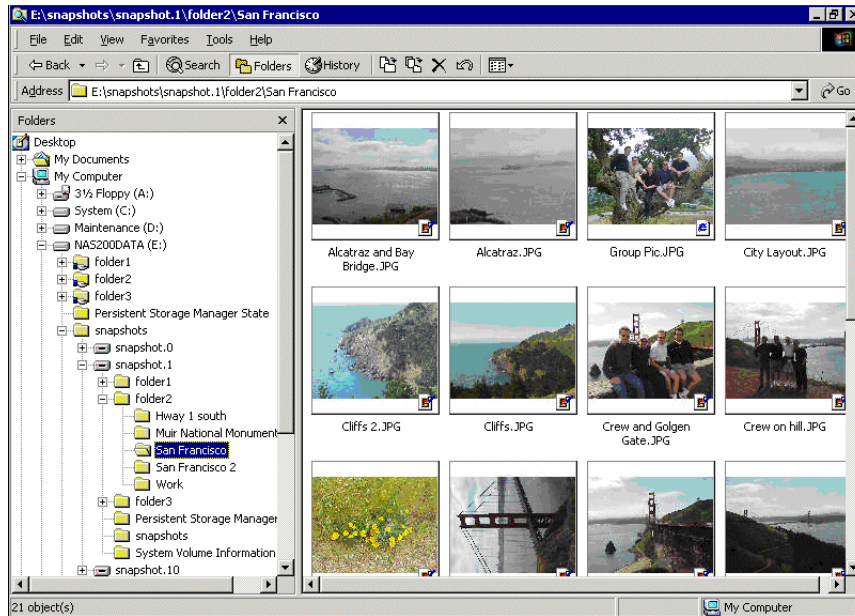 E:\snapshots\snapshot.1\folder2\San Francisco
File Edit View Favorites Tools Help
Back Search Folders History
Address E:\snapshots\snapshot.1\folder2\San Francisco Go
Folders
Desktop
My Documents
My Computer
3½ Floppy (A:)
System (C:)
Maintenance (D:)
NAS200DATA (E:)
folder1
folder2
folder3
Persistent Storage Manager State
snapshots
snapshot.0
snapshot.1
folder1
folder2
Hway 1 south
Muir National Monument
San Francisco
San Francisco 2
Work
folder3
Persistent Storage Manager
snapshots
System Volume Information
snapshot.10
Alcatraz and Bay
Bridge.JPG
Alcatraz.JPG
Group Pic.JPG
City Layout.JPG
Cliffs 2.JPG
Cliffs.JPG
Crew and Golgen
Gate.JPG
Crew on hill.JPG
21 object(s)
My Computer